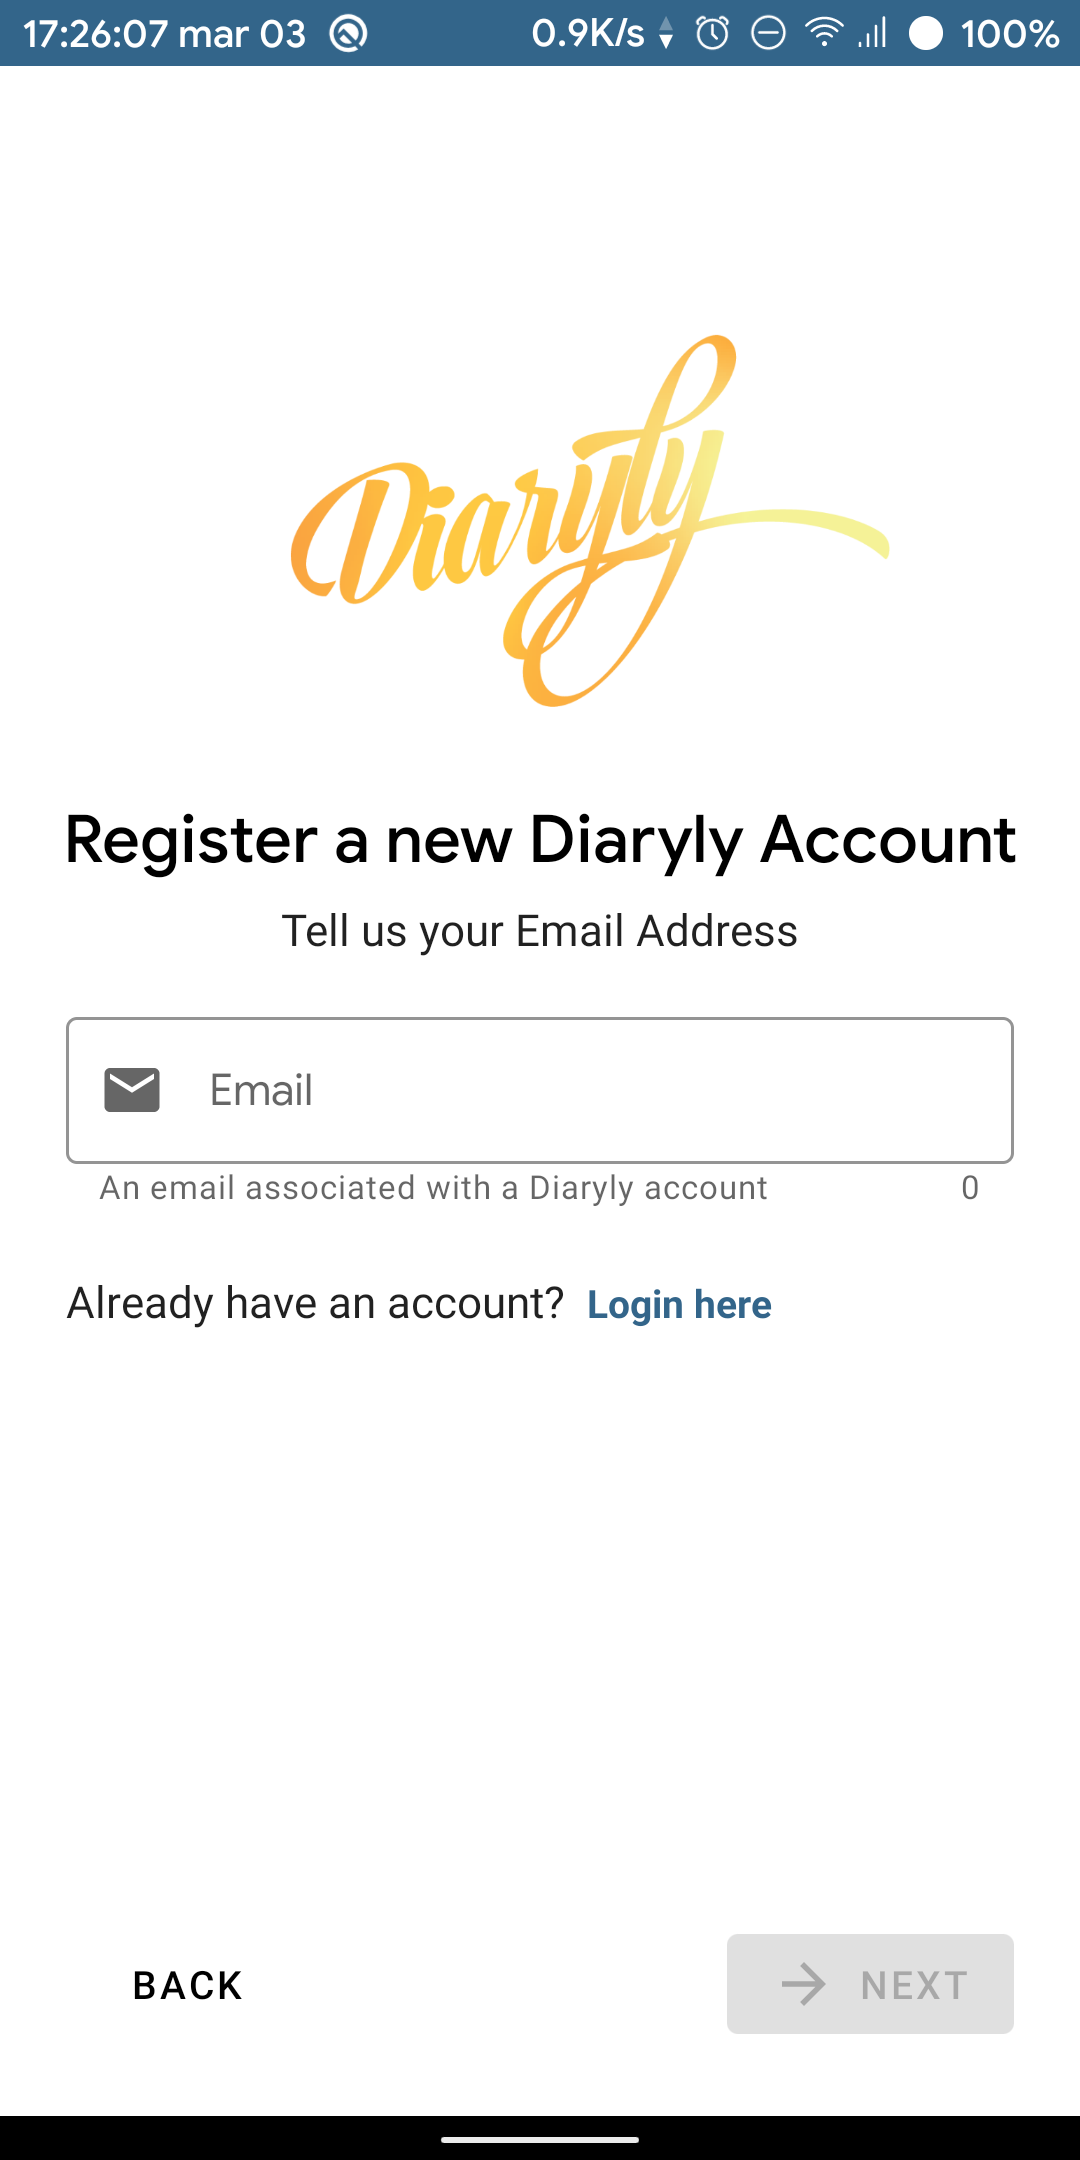 17:26:07 mar 03 0.9K/s 100%
Diaryly
Register a new Diaryly Account
Tell us your Email Address
Email
An email associated with a Diaryly account 0
Already have an account? Login here
BACK NEXT